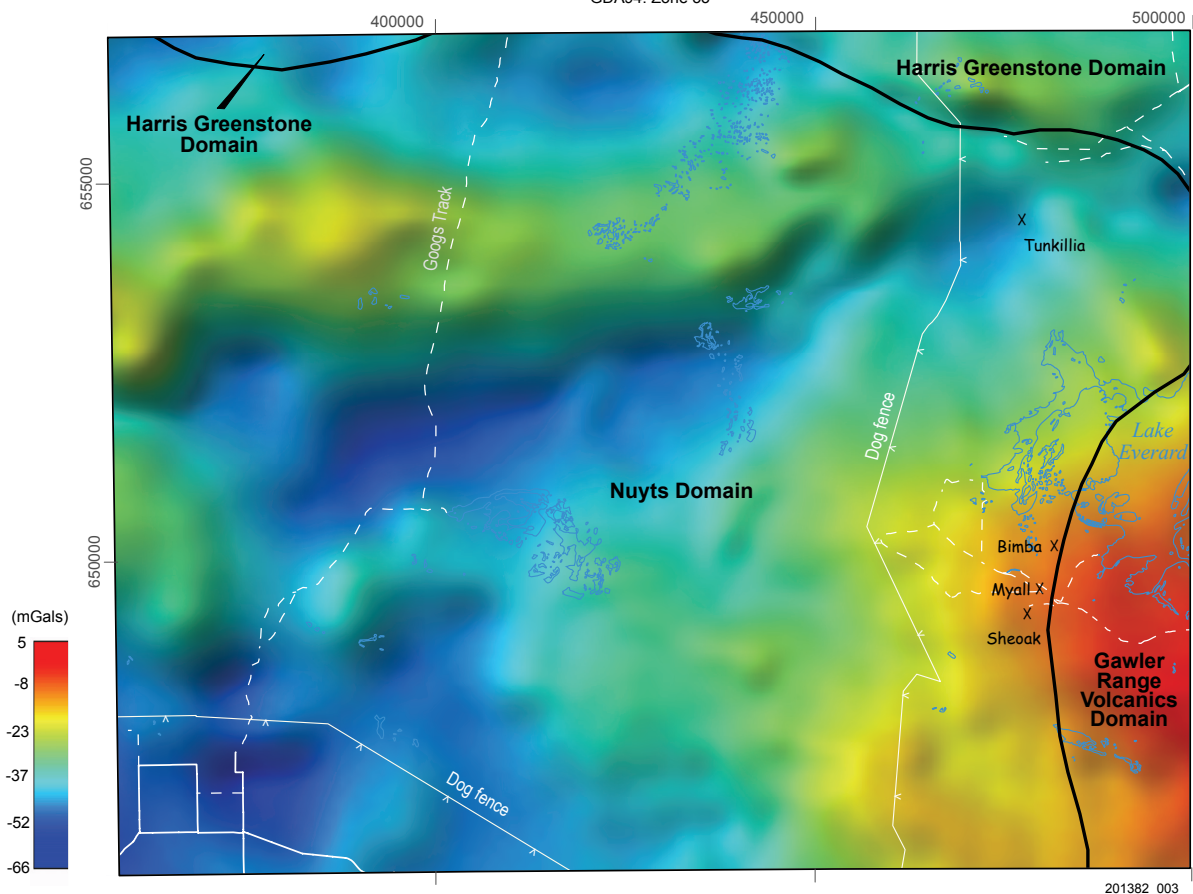 400000
450000
500000
655000
650000
Harris Greenstone
Domain
Harris Greenstone Domain
Googs Track
Tunkillia
Dog fence
Lake
Everard
Nuyts Domain
Bimba X
Myall X
X
Sheoak
X
Gawler
Range
Volcanics
Domain
Dog fence
(mGals)
5
-8
-23
-37
-52
-66
201382_003